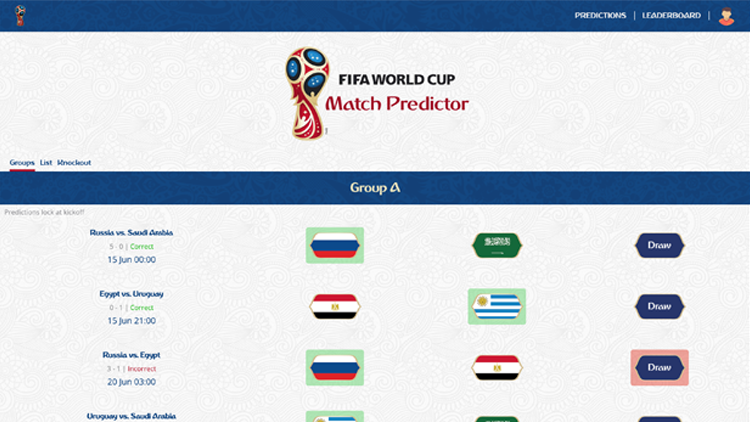 PREDICTIONS | LEADERBOARD |
FIFA WORLD CUP
Match Predictor
Groups List Knockout
Group A
Predictions lock at kickoff
Russia vs. Saudi Arabia
5 - 0 | Correct
15 Jun 00:00
Draw
Egypt vs. Uruguay
0 - 1 | Correct
15 Jun 21:00
Draw
Russia vs. Egypt
3 - 1 | Incorrect
20 Jun 03:00
Draw
Uruguay vs. Saudi Arabia